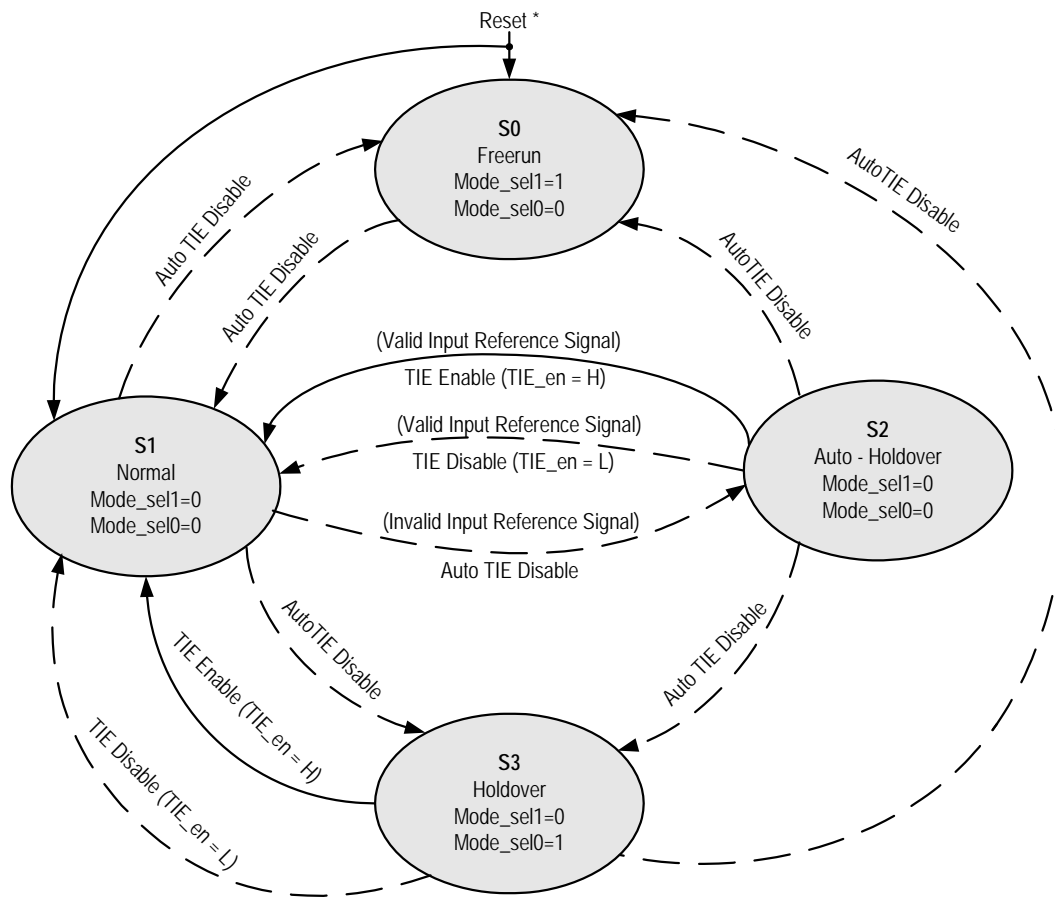 Reset *
S0
Freerun
Mode_sel1=1
Mode_sel0=0
AutoTIE Disable
Auto TIE Disable
Auto TIE Disable
AutoTIE Disable
(Valid Input Reference Signal)
TIE Enable (TIE_en = H)
S1
Normal
Mode_sel1=0
Mode_sel0=0
(Valid Input Reference Signal)
TIE Disable (TIE_en = L)
(Invalid Input Reference Signal)
Auto TIE Disable
S2
Auto - Holdover
Mode_sel1=0
Mode_sel0=0
AutoTIE Disable
Auto TIE Disable
TIE Enable (TIE_en = H)
TIE Disable (TIE_en = L)
S3
Holdover
Mode_sel1=0
Mode_sel0=1